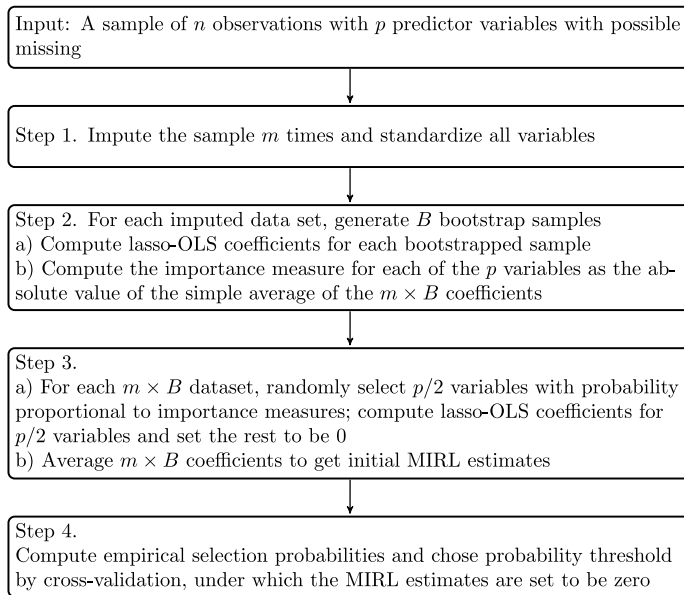 Input: A sample of n observations with p predictor variables with possible
missing
Step 1. Impute the sample m times and standardize all variables
Step 2. For each imputed data set, generate B bootstrap samples
a) Compute lasso-OLS coefficients for each bootstrapped sample
b) Compute the importance measure for each of the p variables as the ab-
solute value of the simple average of the m × B coefficients
Step 3.
a) For each m × B dataset, randomly select p/2 variables with probability
proportional to importance measures; compute lasso-OLS coefficients for
p/2 variables and set the rest to be 0
b) Average m × B coefficients to get initial MIRL estimates
Step 4.
Compute empirical selection probabilities and chose probability threshold
by cross-validation, under which the MIRL estimates are set to be zero